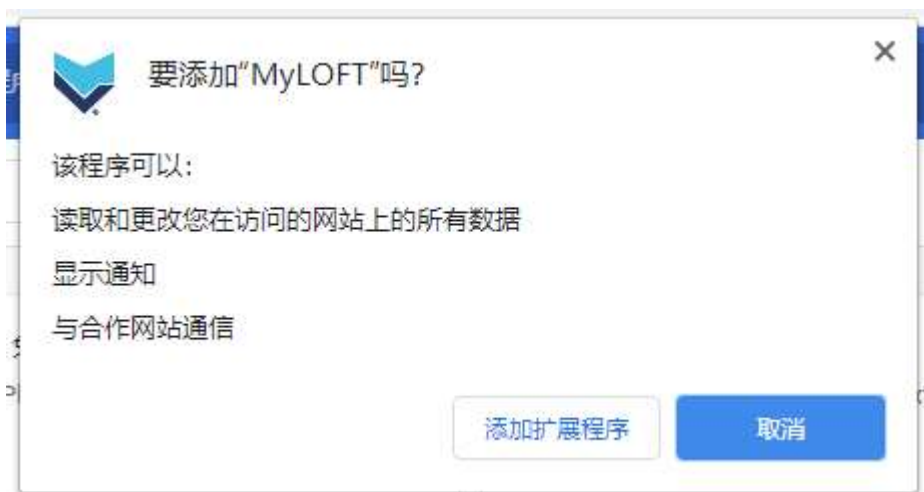 要添加“MyLOFT”吗?
该程序可以:
读取和更改您在访问的网站上的所有数据
显示通知
与合作网站通信
添加扩展程序
取消